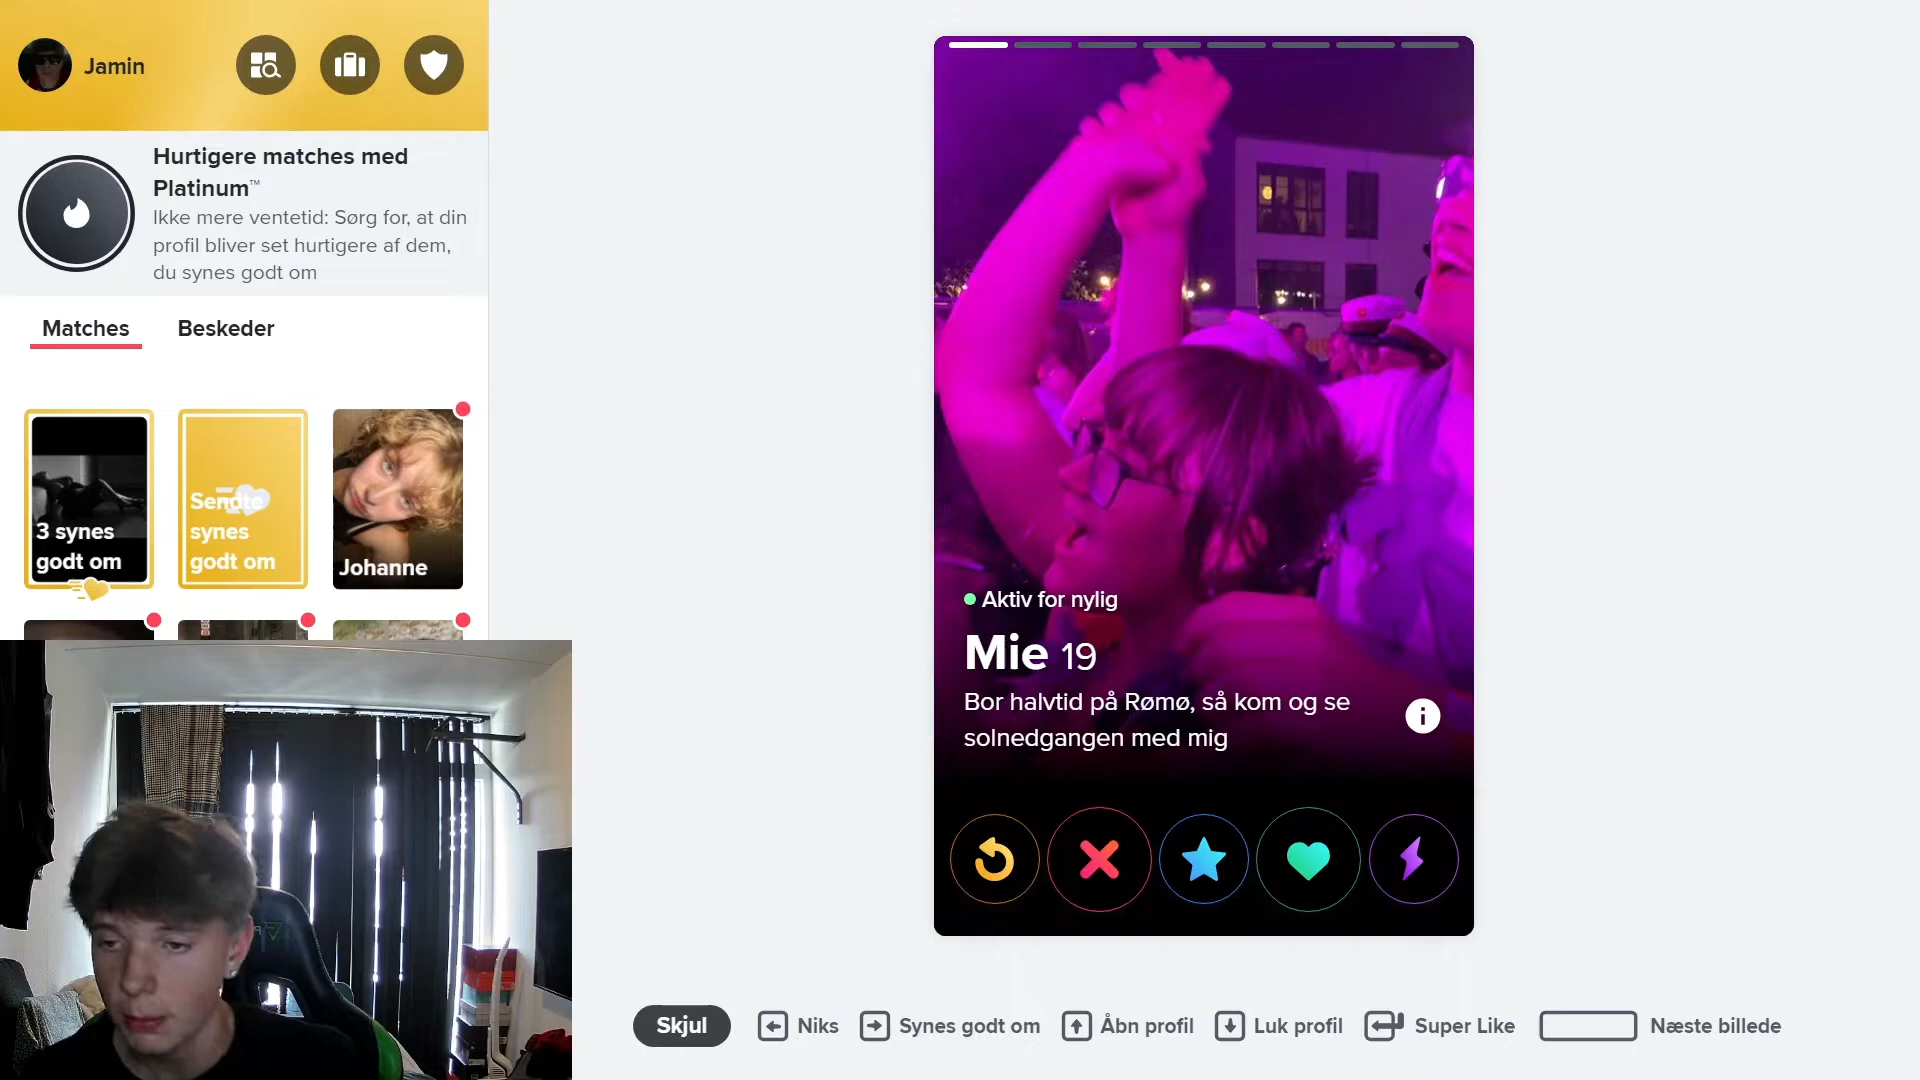 Jamin
Hurtigere matches med
Platinum™
Ikke mere ventetid: Sørg for, at din
profil bliver set hurtigere af dem,
du synes godt om
Matches
Beskeder
3 synes
godt om
Sendte
synes
godt om
Johanne
Aktiv for nylig
Mie 19
Bor halvtid på Rømø, så kom og se
solnedgangen med mig
Skjul
Niks
Synes godt om
Åbn profil
Luk profil
Super Like
Næste billede